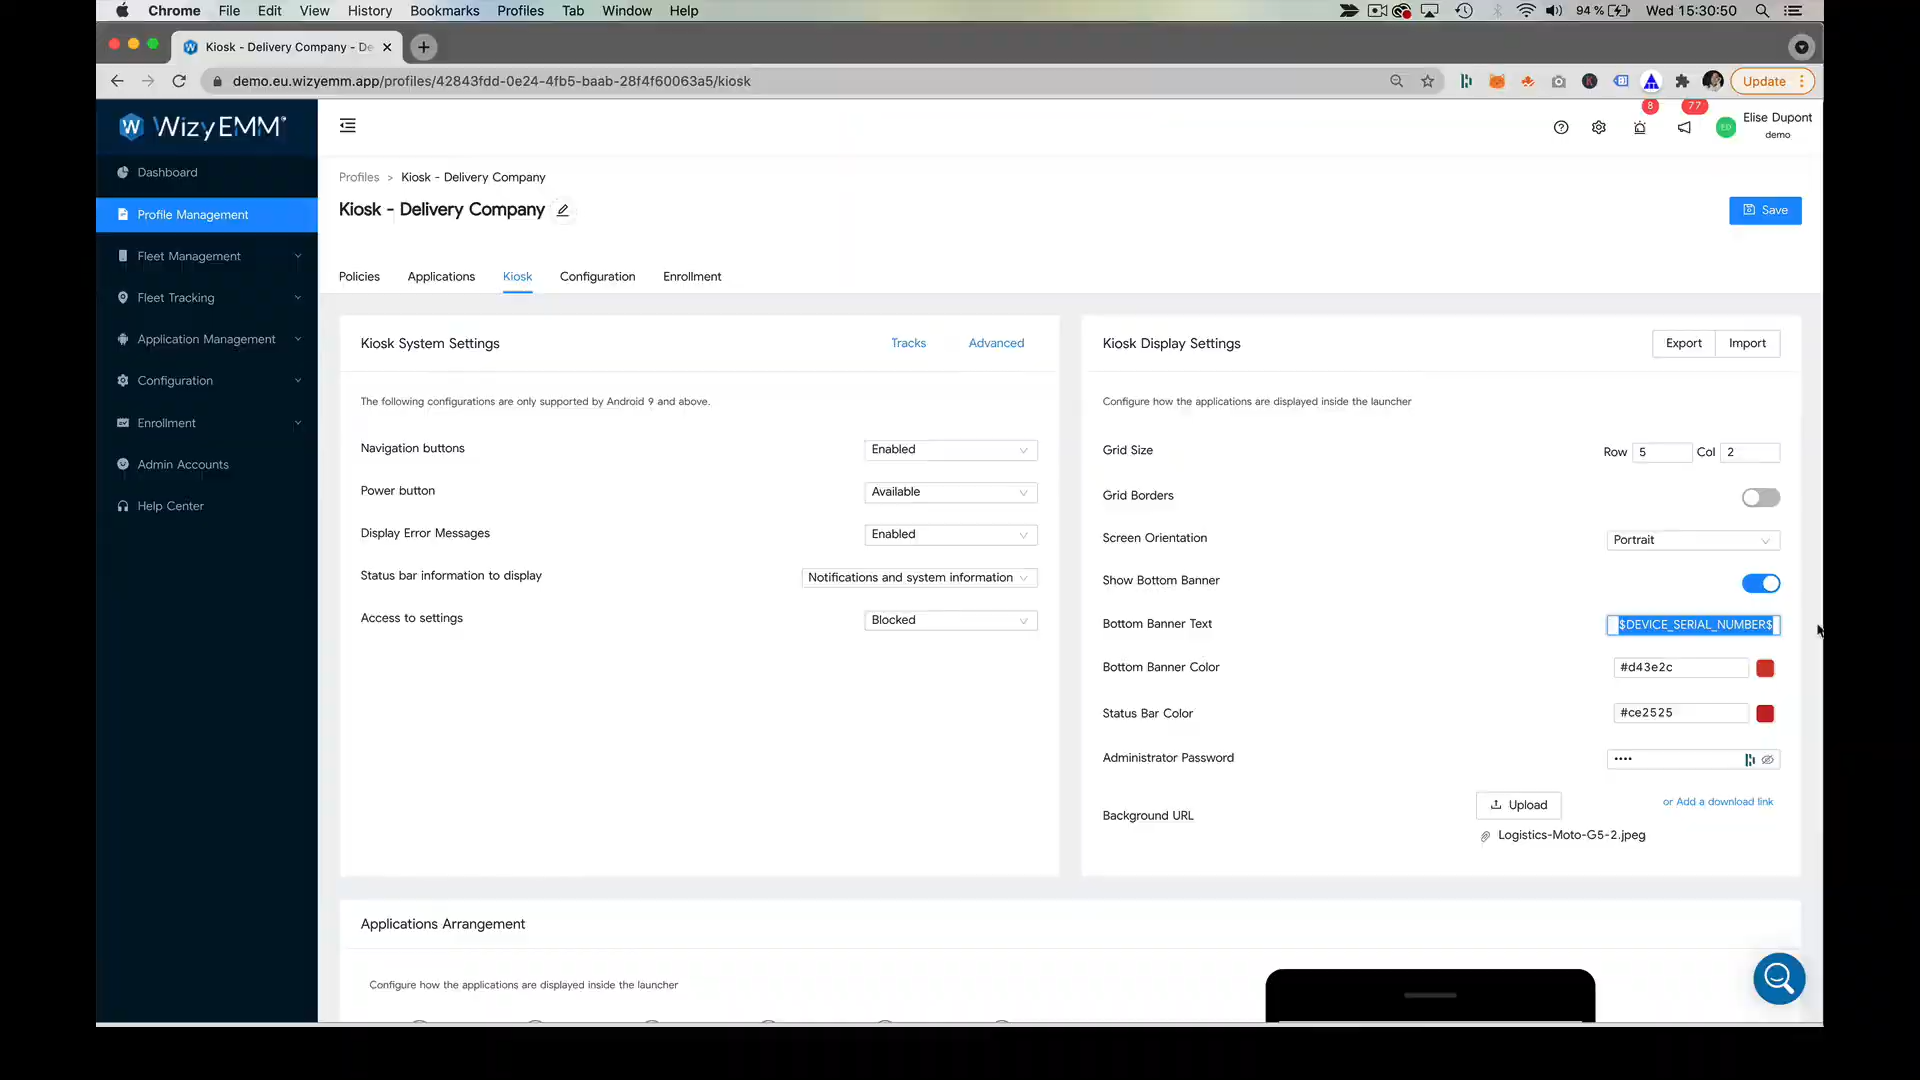 Chrome File Edit View History Bookmarks Profiles Tab Window Help 94 % Wed 15:30:50
Kiosk - Delivery Company - De
demo.eu.wizyemm.app/profiles/42843fdd-0e24-4fb5-baab-28f4f60063a5/kiosk Update
W WizyEMM 8 77 ED Elise Dupont
demo
Dashboard
Profile Management
Fleet Management
Fleet Tracking
Application Management
Configuration
Enrollment
Admin Accounts
Help Center
Profiles > Kiosk - Delivery Company
Kiosk - Delivery Company Save
Policies Applications Kiosk Configuration Enrollment
Kiosk System Settings Tracks Advanced
The following configurations are only supported by Android 9 and above.
Navigation buttons Enabled
Power button Available
Display Error Messages Enabled
Status bar information to display Notifications and system information
Access to settings Blocked
Kiosk Display Settings Export Import
Configure how the applications are displayed inside the launcher
Grid Size Row 5 Col 2
Grid Borders
Screen Orientation Portrait
Show Bottom Banner
Bottom Banner Text $DEVICE_SERIAL_NUMBER$
Bottom Banner Color #d43e2c
Status Bar Color #ce2525
Administrator Password ••••
Background URL Upload or Add a download link
Logistics-Moto-G5-2.jpeg
Applications Arrangement
Configure how the applications are displayed inside the launcher